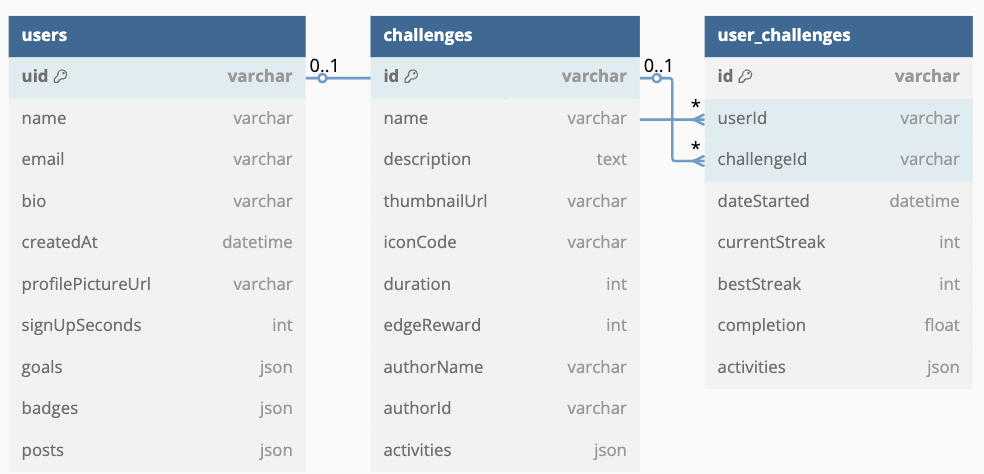 users
uid varchar
name varchar
email varchar
bio varchar
createdAt datetime
profilePictureUrl varchar
signUpSeconds int
goals json
badges json
posts json
0..1
challenges
id varchar
name varchar
description text
thumbnailUrl varchar
iconCode varchar
duration int
edgeReward int
authorName varchar
authorId varchar
activities json
0..1
*
*
user_challenges
id varchar
userId varchar
challengeId varchar
dateStarted datetime
currentStreak int
bestStreak int
completion float
activities json